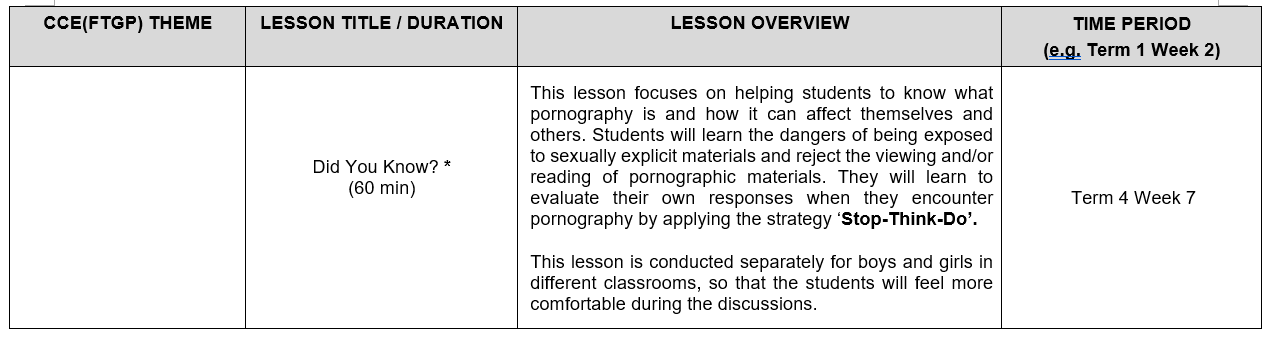 CCE(FTGP) THEME
LESSON TITLE / DURATION
LESSON OVERVIEW
TIME PERIOD
(e.g. Term 1 Week 2)
Did You Know? *
(60 min)
This lesson focuses on helping students to know what
pornography is and how it can affect themselves and
others. Students will learn the dangers of being exposed
to sexually explicit materials and reject the viewing and/or
reading of pornographic materials. They will learn to
evaluate their own responses when they encounter
pornography by applying the strategy ‘Stop-Think-Do’.
This lesson is conducted separately for boys and girls in
different classrooms, so that the students will feel more
comfortable during the discussions.
Term 4 Week 7